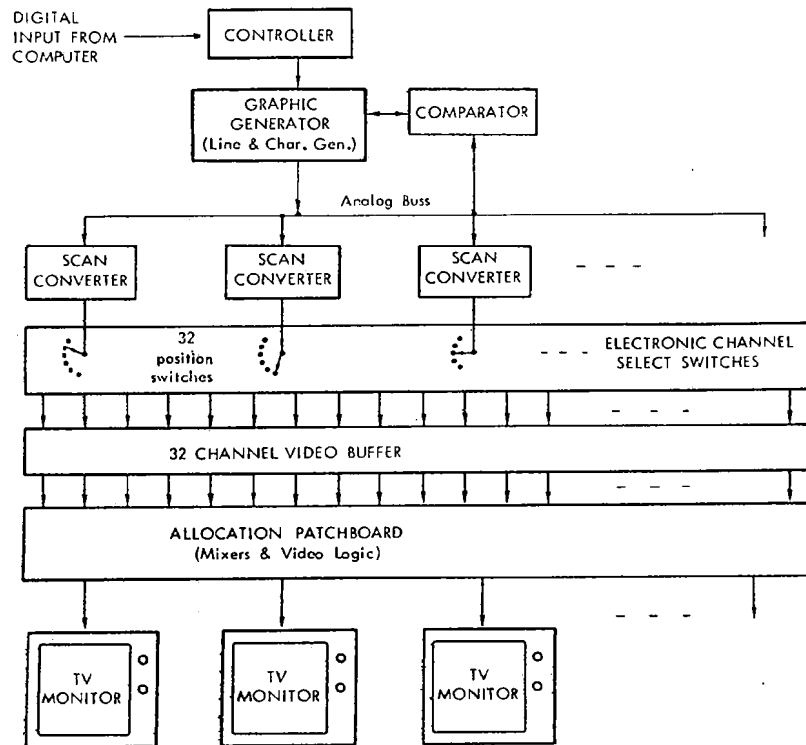 DIGITAL
INPUT FROM
COMPUTER
CONTROLLER
GRAPHIC
GENERATOR
(Line & Char. Gen.)
COMPARATOR
Analog Buss
SCAN
CONVERTER
SCAN
CONVERTER
SCAN
CONVERTER
32
position
switches
ELECTRONIC CHANNEL
SELECT SWITCHES
32 CHANNEL VIDEO BUFFER
ALLOCATION PATCHBOARD
(Mixers & Video Logic)
TV
MONITOR
TV
MONITOR
TV
MONITOR